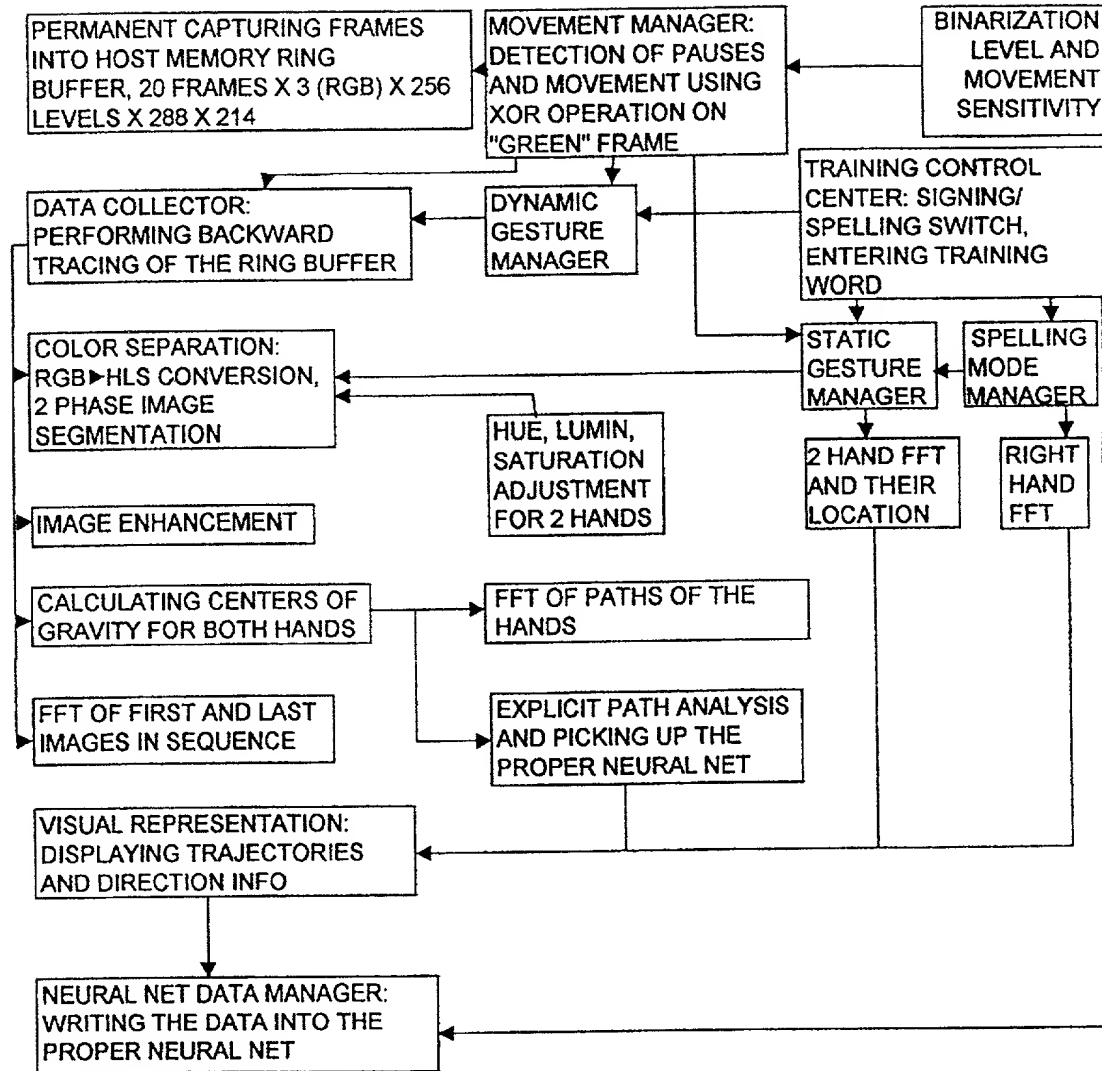 PERMANENT CAPTURING FRAMES
INTO HOST MEMORY RING
BUFFER, 20 FRAMES X 3 (RGB) X 256
LEVELS X 288 X 214
MOVEMENT MANAGER:
DETECTION OF PAUSES
AND MOVEMENT USING
XOR OPERATION ON
"GREEN" FRAME
BINARIZATION
LEVEL AND
MOVEMENT
SENSITIVITY
DATA COLLECTOR:
PERFORMING BACKWARD
TRACING OF THE RING BUFFER
DYNAMIC
GESTURE
MANAGER
TRAINING CONTROL
CENTER: SIGNING/
SPELLING SWITCH,
ENTERING TRAINING
WORD
COLOR SEPARATION:
RGB►HLS CONVERSION,
2 PHASE IMAGE
SEGMENTATION
STATIC
GESTURE
MANAGER
SPELLING
MODE
MANAGER
HUE, LUMIN,
SATURATION
ADJUSTMENT
FOR 2 HANDS
2 HAND FFT
AND THEIR
LOCATION
RIGHT
HAND
FFT
IMAGE ENHANCEMENT
CALCULATING CENTERS OF
GRAVITY FOR BOTH HANDS
FFT OF PATHS OF THE
HANDS
FFT OF FIRST AND LAST
IMAGES IN SEQUENCE
EXPLICIT PATH ANALYSIS
AND PICKING UP THE
PROPER NEURAL NET
VISUAL REPRESENTATION:
DISPLAYING TRAJECTORIES
AND DIRECTION INFO
NEURAL NET DATA MANAGER:
WRITING THE DATA INTO THE
PROPER NEURAL NET